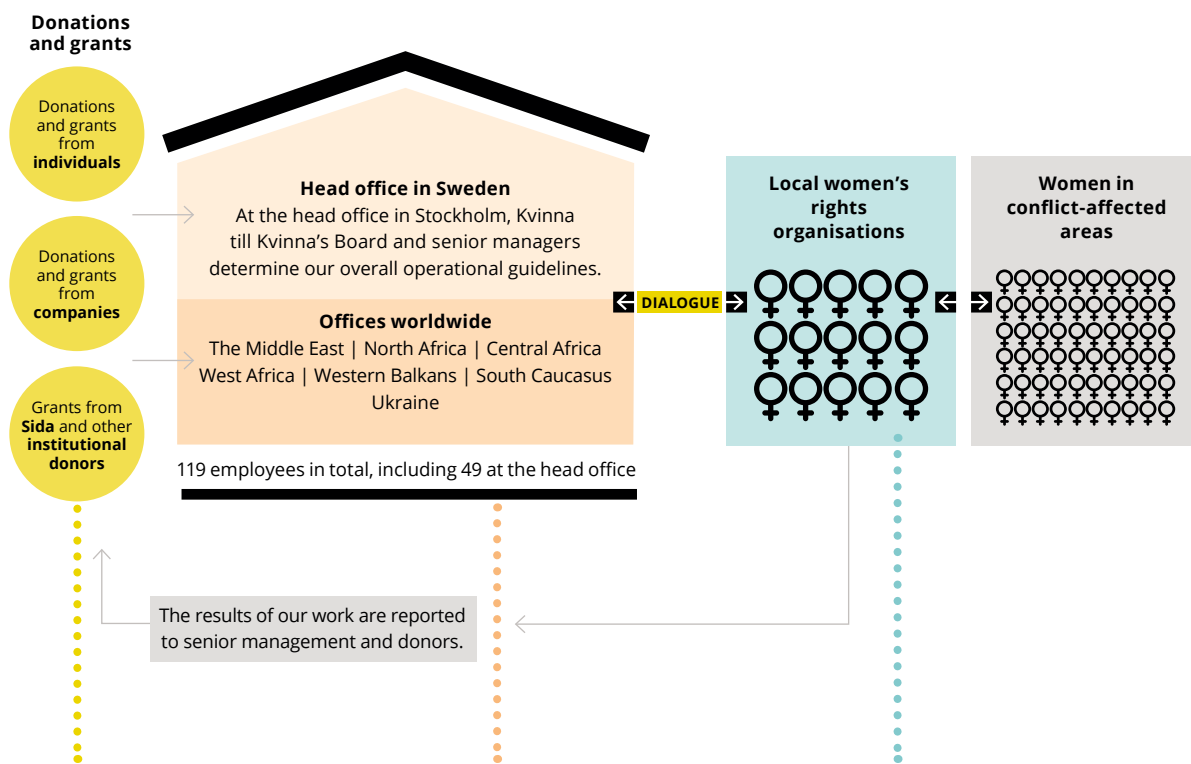 Donations
and grants
Donations
and grants
from
individuals
Donations
and grants
from
companies
Grants from
Sida and other
institutional
donors
Head office in Sweden
At the head office in Stockholm, Kvinna
till Kvinna’s Board and senior managers
determine our overall operational guidelines.
Offices worldwide
The Middle East | North Africa | Central Africa
West Africa | Western Balkans | South Caucasus
Ukraine
119 employees in total, including 49 at the head office
DIALOGUE
Local women’s
rights
organisations
Women in
conflict-affected
areas
The results of our work are reported
to senior management and donors.